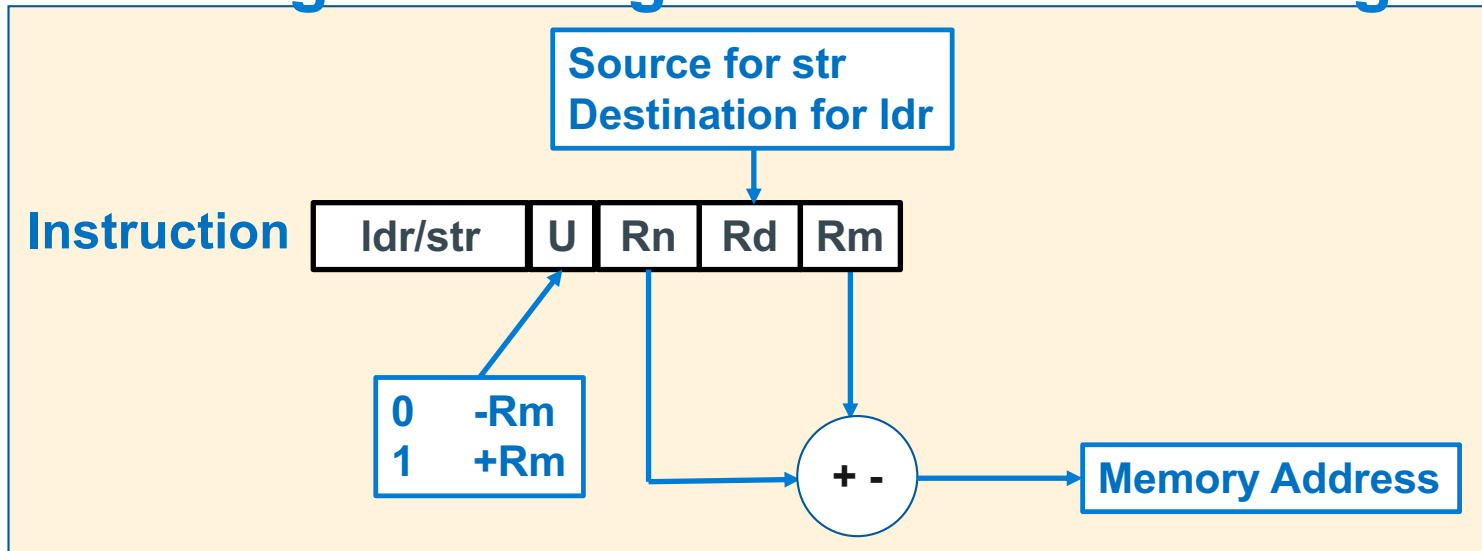 Source for str
Destination for ldr
Instruction ldr/str U Rn Rd Rm
0 -Rm
1 +Rm
+ -
Memory Address